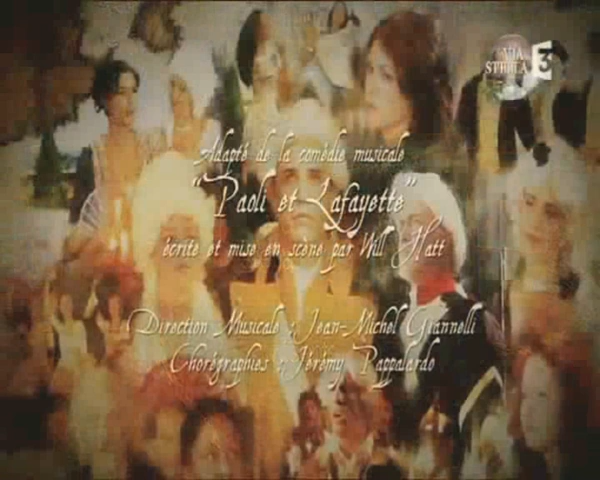 VIA
STELLA 3
Adapté de la comédie musicale
"Paoli et Lafayette"
écrite et mise en scène par Will Hatt
Direction Musicale : Jean-Michel Giannelli
Chorégraphies : Jérémy Pappalardo